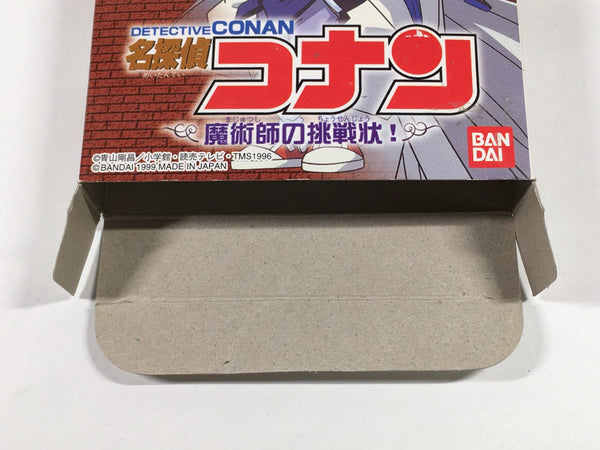 DETECTIVE CONAN
名探偵
めいたんてい
コナン
まじゅつし ちょうせんじょう
魔術師の挑戦状!
©青山剛昌/小学館・読売テレビ・TMS1996
©BANDAI 1999 MADE IN JAPAN
BAN
DAI